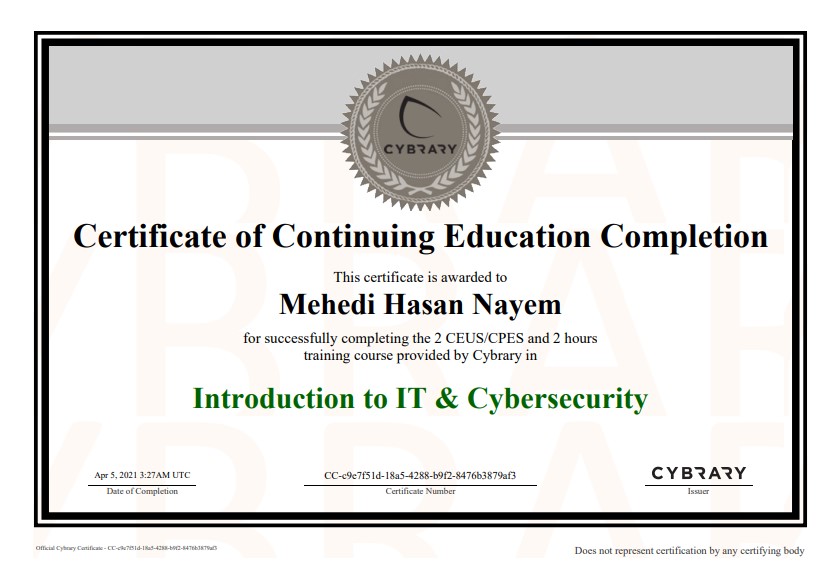 CYBRARY
Certificate of Continuing Education Completion
This certificate is awarded to
Mehedi Hasan Nayem
for successfully completing the 2 CEUS/CPES and 2 hours
training course provided by Cybrary in
Introduction to IT & Cybersecurity
Apr 5, 2021 3:27AM UTC
Date of Completion
CC-c9e7f51d-18a5-4288-b9f2-8476b3879af3
Certificate Number
CYBRARY
Issuer
Official Cybrary Certificate - CC-c9e7f51d-18a5-4288-b9f2-8476b3879af3
Does not represent certification by any certifying body